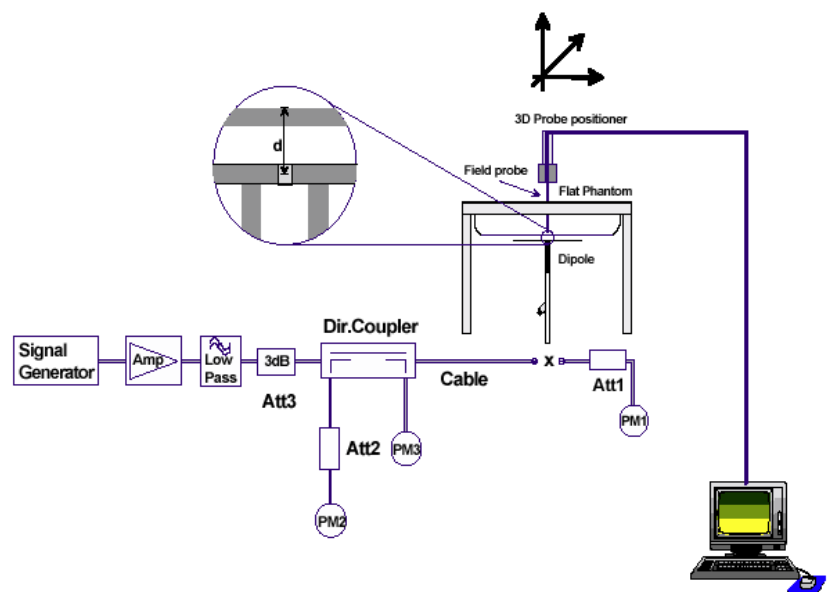 3D Probe positioner
d
Field probe
Flat Phantom
Dipole
Dir.Coupler
Signal
Generator
Amp
Low
Pass
3dB
Att3
Cable
x
Att1
PM1
Att2
PM3
PM2